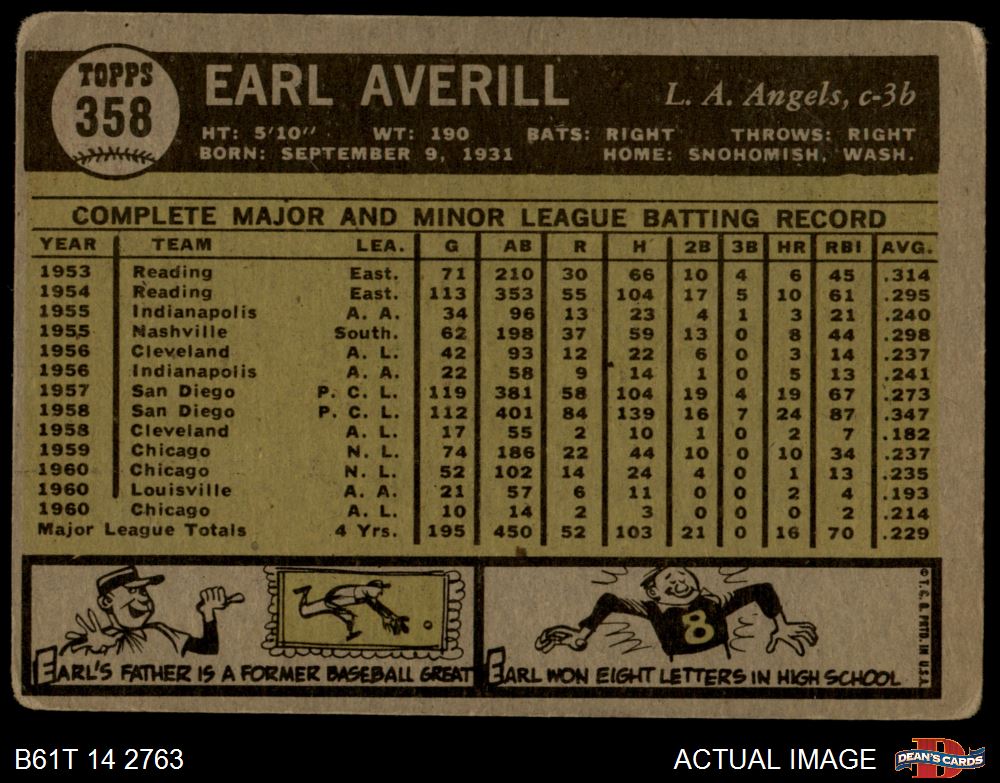 TOPPS
358
EARL AVERILL L. A. Angels, c-3b
HT: 5'10" WT: 190 BATS: RIGHT THROWS: RIGHT
BORN: SEPTEMBER 9, 1931 HOME: SNOHOMISH, WASH.
COMPLETE MAJOR AND MINOR LEAGUE BATTING RECORD
YEAR TEAM LEA. G AB R H 2B 3B HR RBI AVG.
1953 Reading East. 71 210 30 66 10 4 6 45 .314
1954 Reading East. 113 353 55 104 17 5 10 61 .295
1955 Indianapolis A. A. 34 96 13 23 4 1 3 21 .240
1955 Nashville South. 62 198 37 59 13 0 8 44 .298
1956 Cleveland A. L. 42 93 12 22 6 0 3 14 .237
1956 Indianapolis A. A. 22 58 9 14 1 0 5 13 .241
1957 San Diego P. C. L. 119 381 58 104 19 4 19 67 .273
1958 San Diego P. C. L. 112 401 84 139 16 7 24 87 .347
1958 Cleveland A. L. 17 55 2 10 1 0 2 7 .182
1959 Chicago N. L. 74 186 22 44 10 0 10 34 .237
1960 Chicago N. L. 52 102 14 24 4 0 1 13 .235
1960 Louisville A. A. 21 57 6 11 0 0 2 4 .193
1960 Chicago A. L. 10 14 2 3 0 0 0 2 .214
Major League Totals 4 Yrs. 195 450 52 103 21 0 16 70 .229
EARL'S FATHER IS A FORMER BASEBALL GREAT
8
EARL WON EIGHT LETTERS IN HIGH SCHOOL
© T. C. G. PRTD. IN U.S.A.
B61T 14 2763
ACTUAL IMAGE
D
DEAN'S CARDS